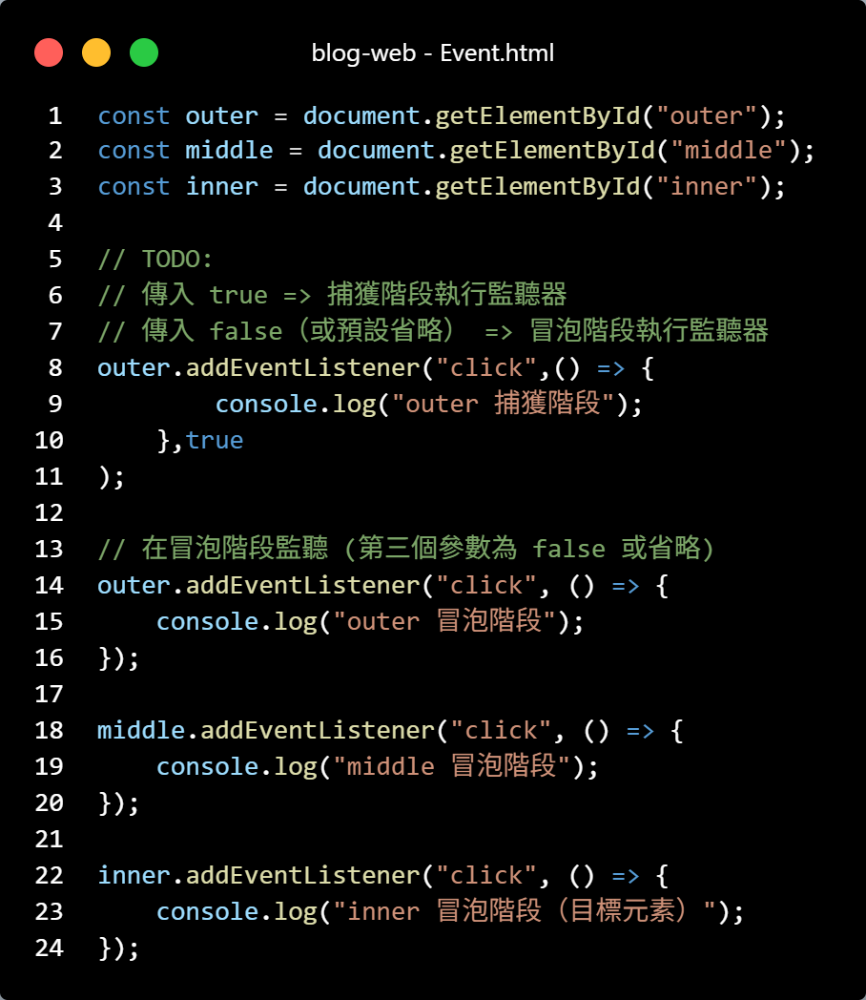 blog-web - Event.html
1 const outer = document.getElementById("outer");
2 const middle = document.getElementById("middle");
3 const inner = document.getElementById("inner");
4
5 // TODO:
6 // 傳入 true => 捕獲階段執行監聽器
7 // 傳入 false（或預設省略） => 冒泡階段執行監聽器
8 outer.addEventListener("click",() => {
9         console.log("outer 捕獲階段");
10     },true
11 );
12
13 // 在冒泡階段監聽 (第三個參數為 false 或省略)
14 outer.addEventListener("click", () => {
15     console.log("outer 冒泡階段");
16 });
17
18 middle.addEventListener("click", () => {
19     console.log("middle 冒泡階段");
20 });
21
22 inner.addEventListener("click", () => {
23     console.log("inner 冒泡階段（目標元素）");
24 });